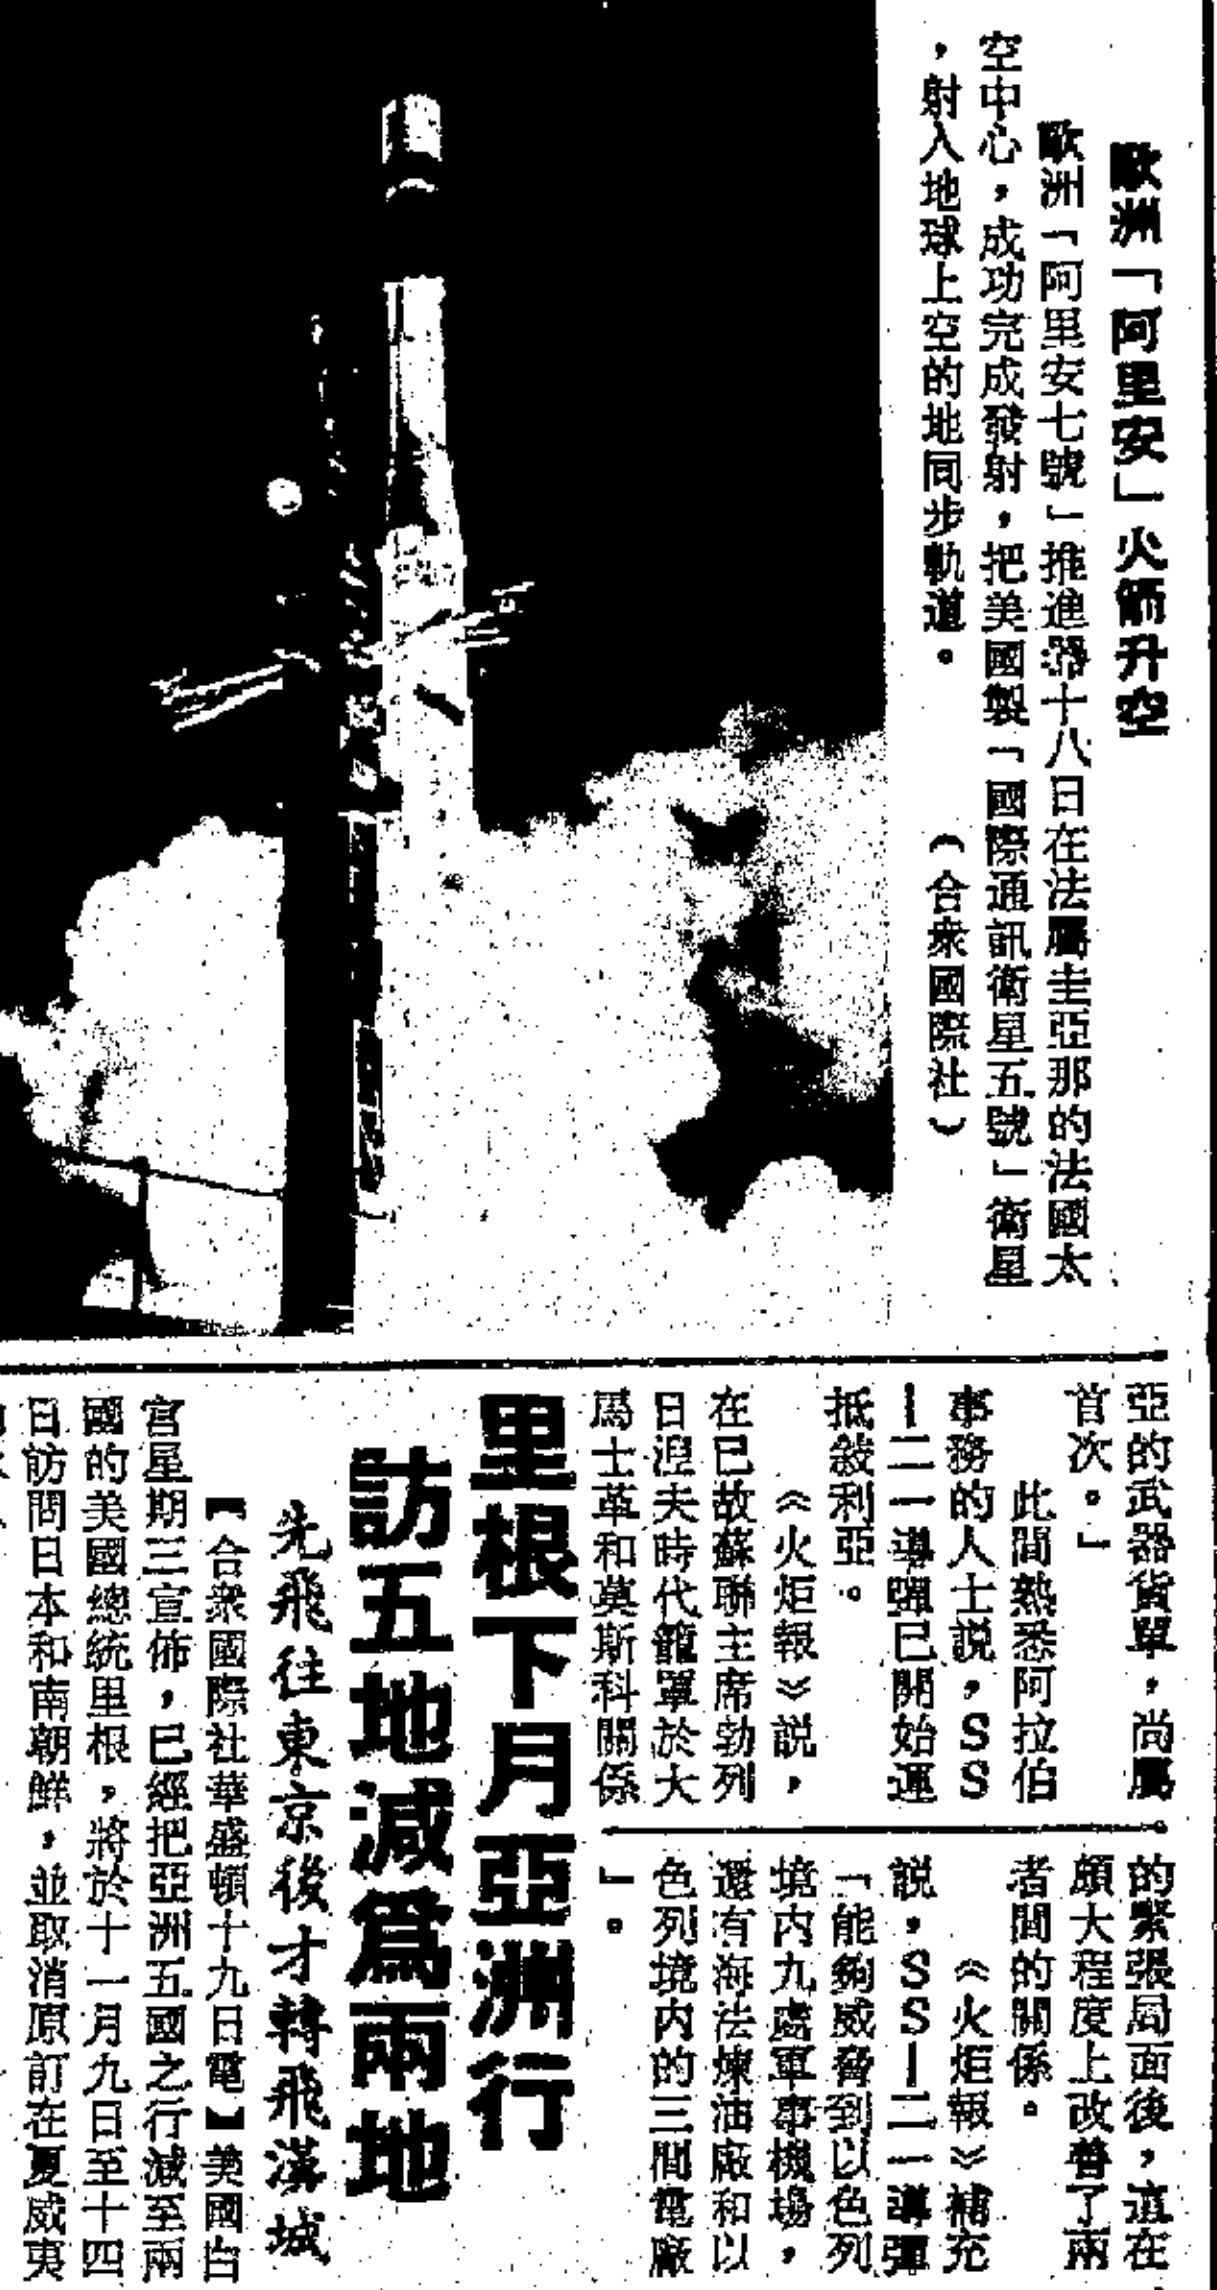 歐洲「阿里安」火箭升空
歐洲「阿里安七號」推進器十八日在法屬圭亞那的法國太
空中心，成功完成發射，把美國製「國際通訊衛星五號」衛星
，射入地球上空的地同步軌道。　（合衆國際社）
亞的武器貨單，尚屬
首次。」
此間熟悉阿拉伯
事務的人士説，ＳＳ
—二一導彈已開始運
抵敍利亞。
《火炬報》説，
在已故蘇聯主席勃列
日湼夫時代籠罩於大
馬士革和莫斯科關係
的緊張局面後，這在
頗大程度上改善了兩
者間的關係。
《火炬報》補充
説，ＳＳ—二一導彈
「能夠威脅到以色列
境内九處軍事機場，
還有海法煉油廠和以
色列境内的三間電廠
」。
里根下月亞洲行
訪五地減爲兩地
先飛往東京後才轉飛漢城
【合衆國際社華盛頓十九日電】美國白
宮星期三宣佈，已經把亞洲五國之行減至兩
國的美國總統里根，將於十一月九日至十四
日訪問日本和南朝鮮，並取消原訂在夏威夷